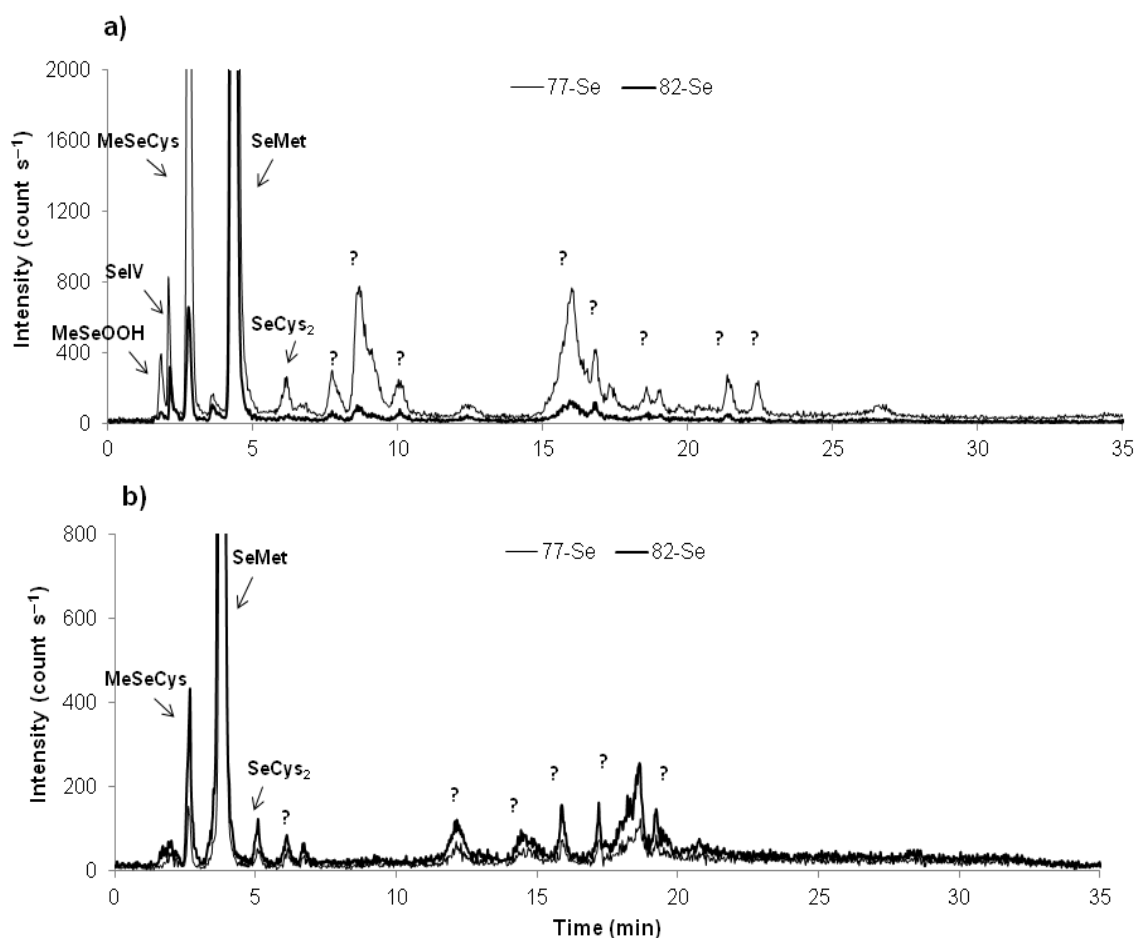 a)
77-Se 82-Se
Intensity (count s⁻¹)
2000
1600
1200
800
400
0
MeSeCys
SeMet
SeIV
MeSeOOH
SeCys₂
?
?
?
?
?
?
?
?
0 5 10 15 20 25 30 35
b)
77-Se 82-Se
Intensity (count s⁻¹)
800
600
400
200
0
SeMet
MeSeCys
SeCys₂
?
?
?
?
?
?
0 5 10 15 20 25 30 35
Time (min)